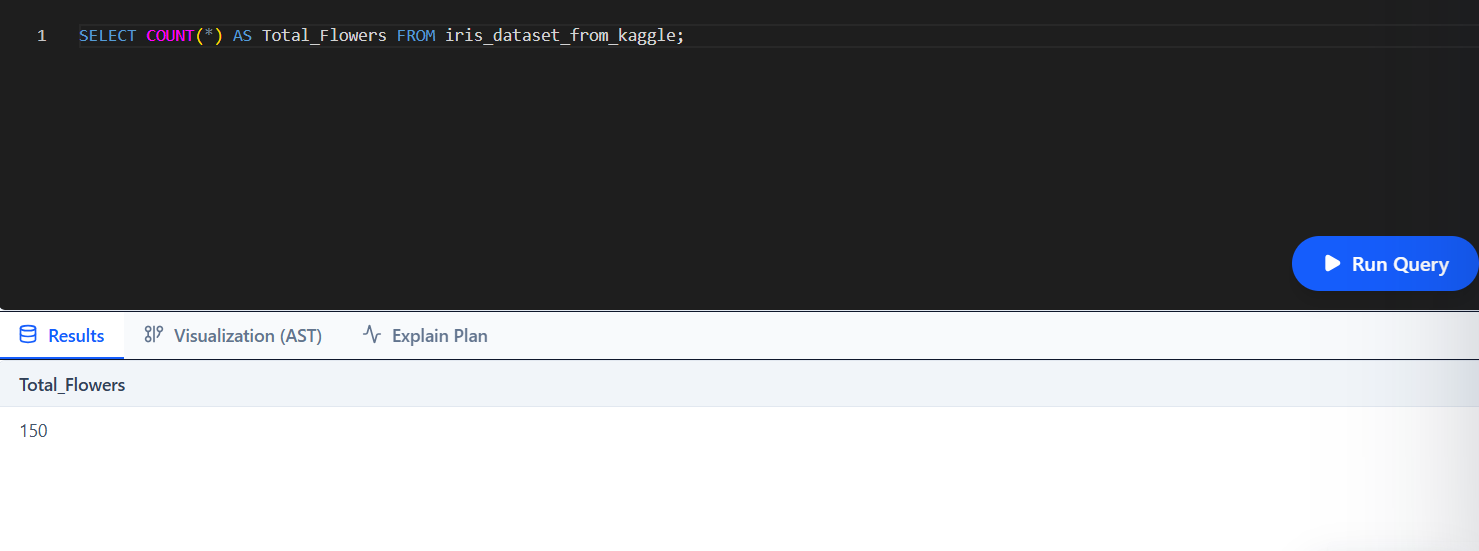 1 SELECT COUNT(*) AS Total_Flowers FROM iris_dataset_from_kaggle;
Run Query
Results Visualization (AST) Explain Plan
Total_Flowers
150